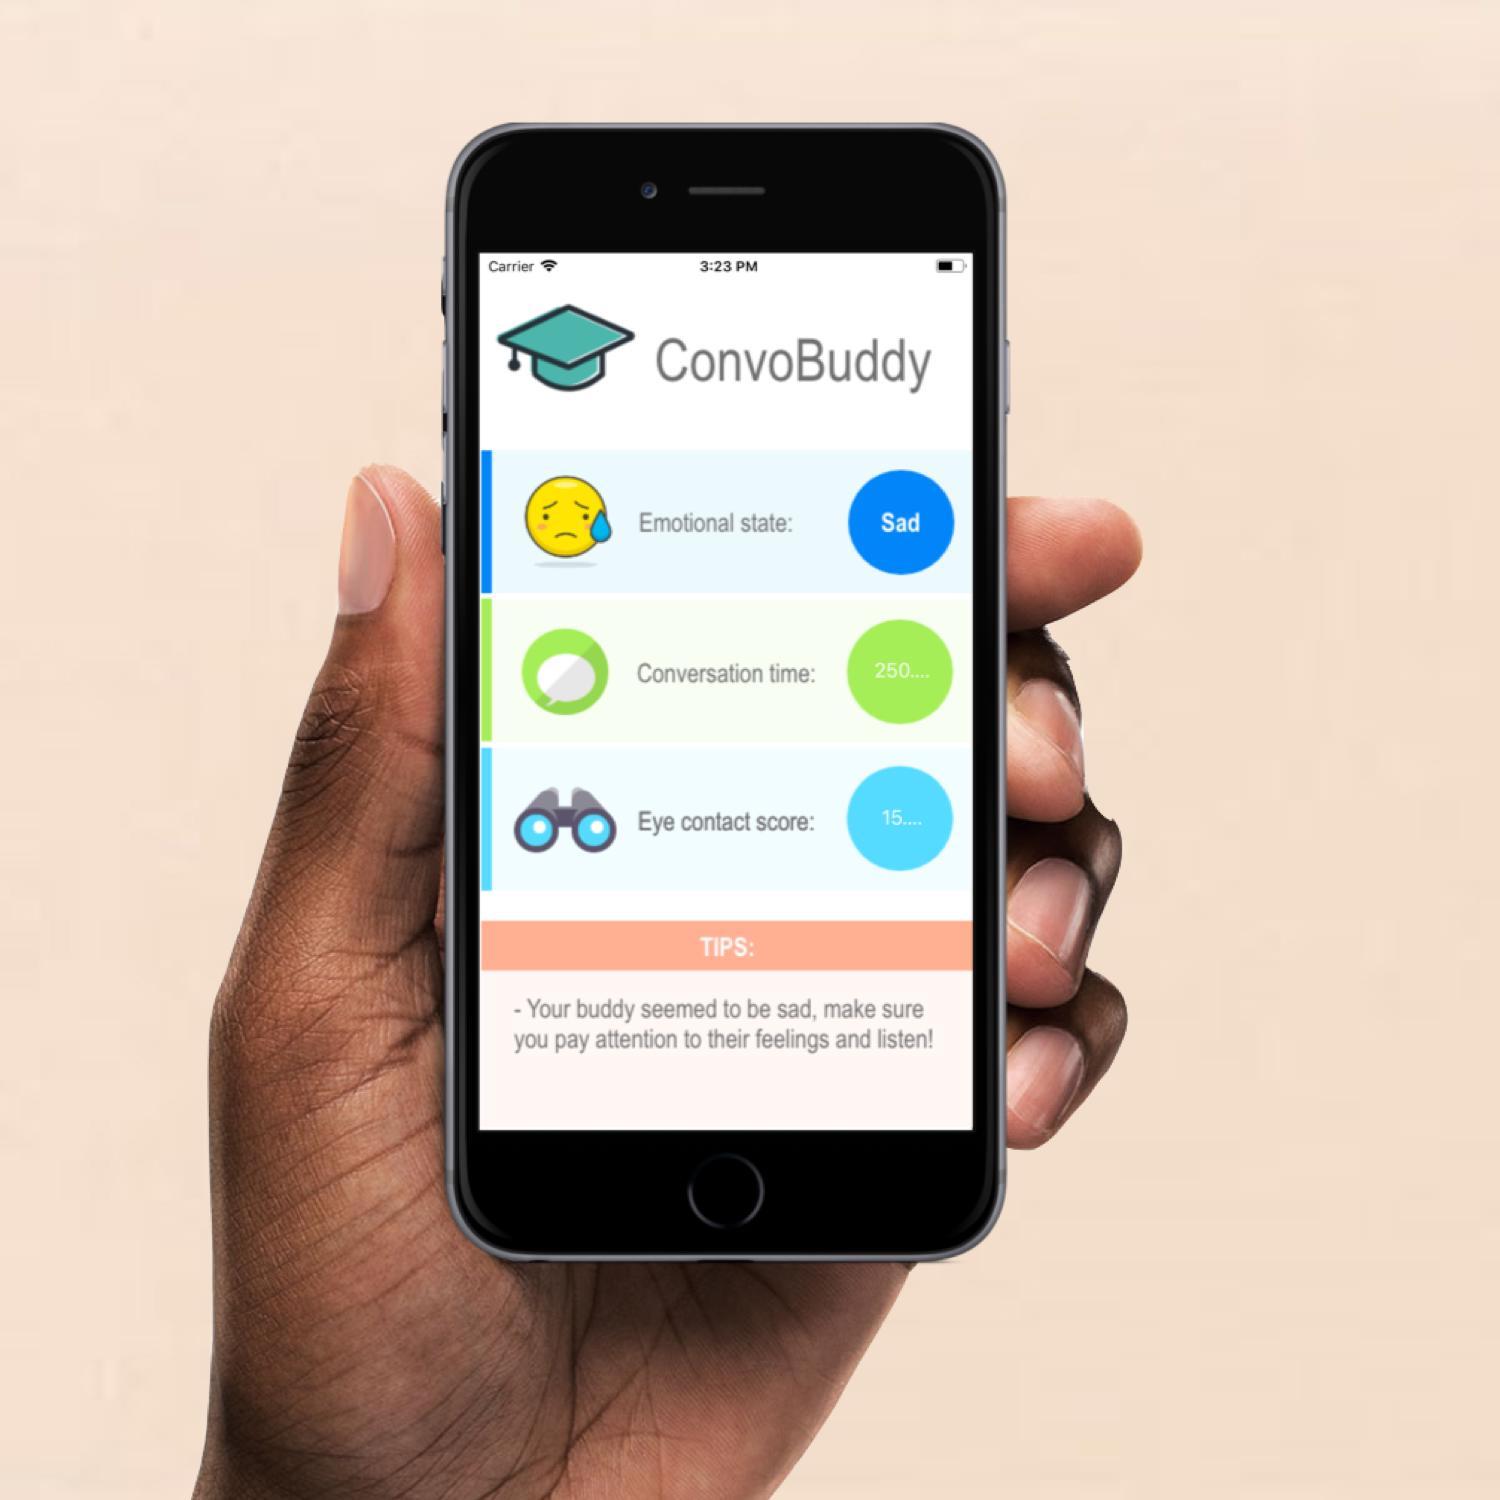 Carrier 3:23 PM
ConvoBuddy
Emotional state: Sad
Conversation time: 250....
Eye contact score: 15....
TIPS:
- Your buddy seemed to be sad, make sure
you pay attention to their feelings and listen!